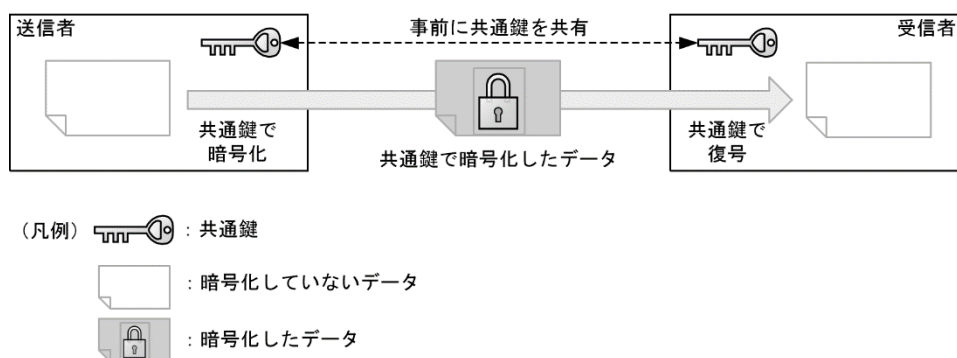 送信者
事前に共通鍵を共有
受信者
共通鍵で
暗号化
共通鍵で暗号化したデータ
共通鍵で
復号
(凡例)
:共通鍵
:暗号化していないデータ
:暗号化したデータ